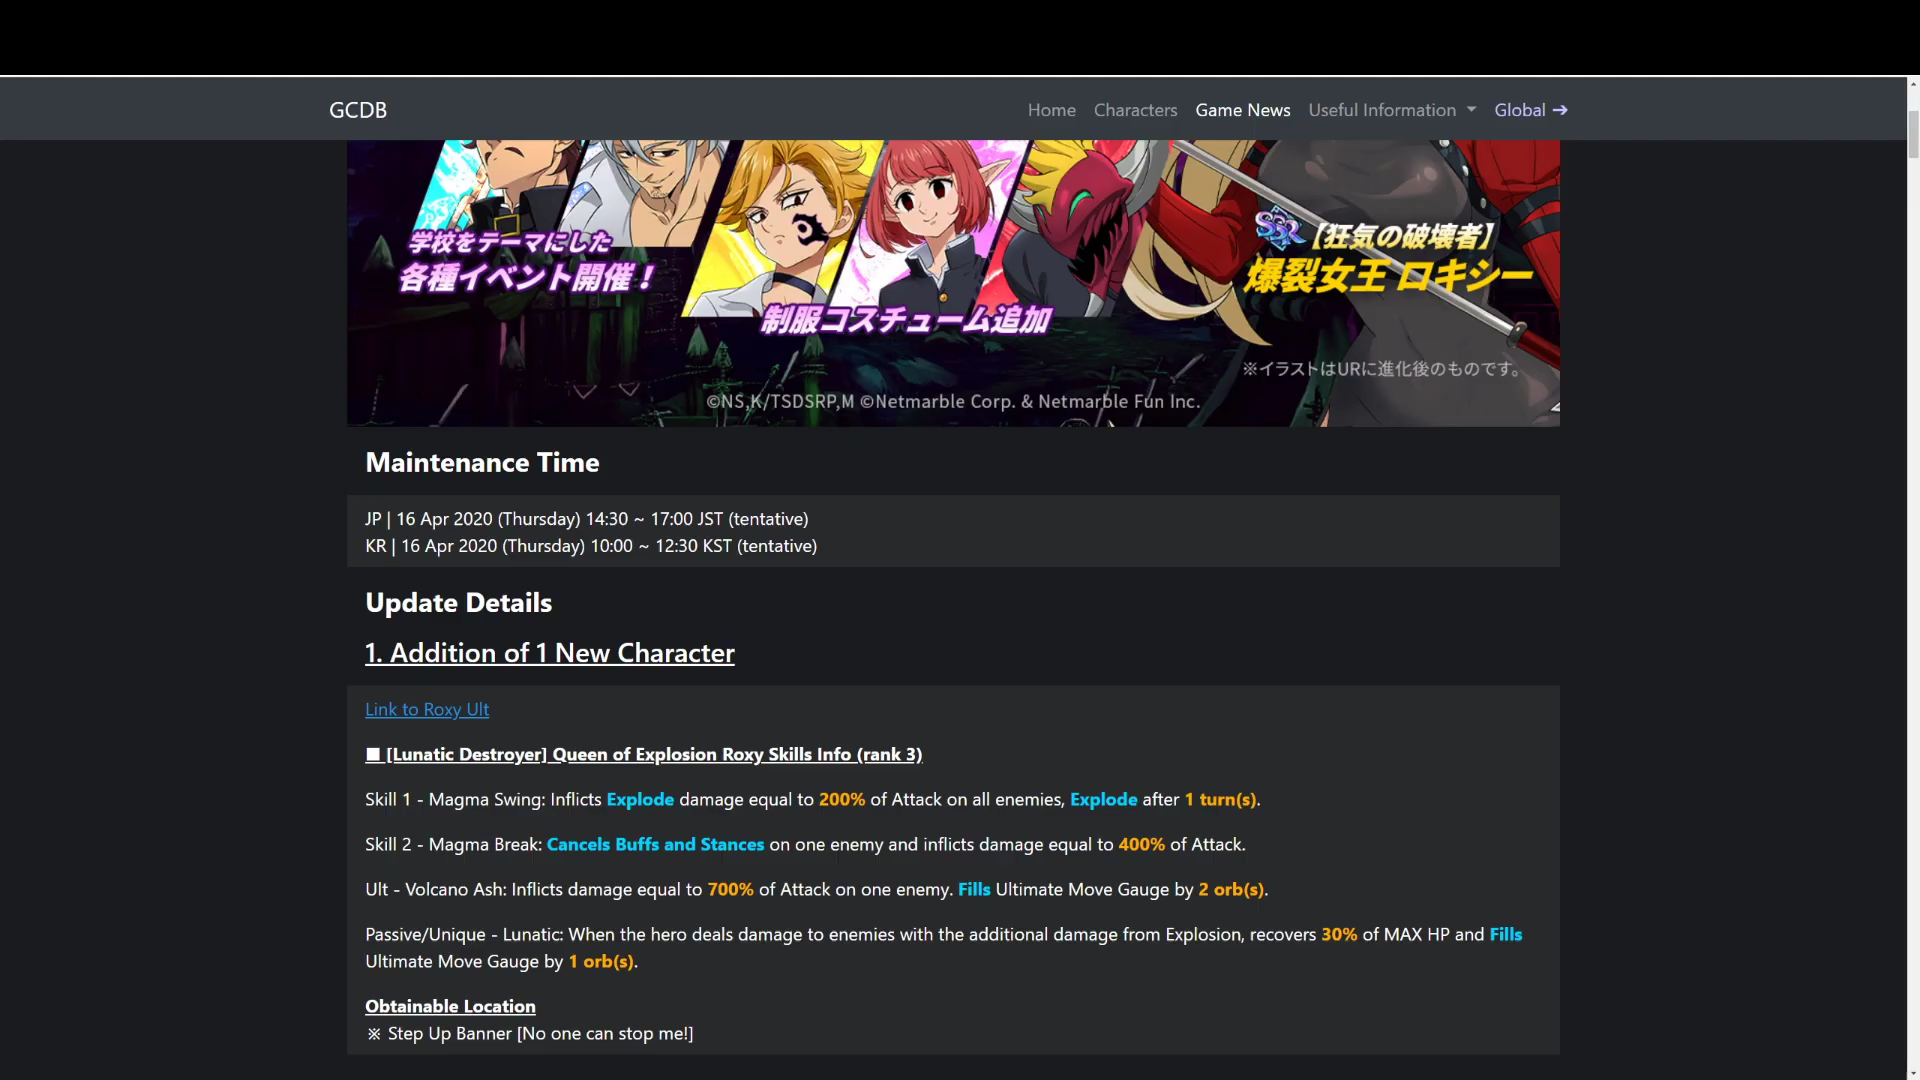 GCDB
Home
Characters
Game News
Useful Information
Global →
学校をテーマにした
各種イベント開催！
制服コスチューム追加
SSR【狂気の破壊者】
爆裂女王 ロキシー
※イラストはURに進化後のものです。
©NS,K/TSDSRP,M ©Netmarble Corp. & Netmarble Fun Inc.
Maintenance Time
JP | 16 Apr 2020 (Thursday) 14:30 ~ 17:00 JST (tentative)
KR | 16 Apr 2020 (Thursday) 10:00 ~ 12:30 KST (tentative)
Update Details
1. Addition of 1 New Character
Link to Roxy Ult
■ [Lunatic Destroyer] Queen of Explosion Roxy Skills Info (rank 3)
Skill 1 - Magma Swing: Inflicts Explode damage equal to 200% of Attack on all enemies, Explode after 1 turn(s).
Skill 2 - Magma Break: Cancels Buffs and Stances on one enemy and inflicts damage equal to 400% of Attack.
Ult - Volcano Ash: Inflicts damage equal to 700% of Attack on one enemy. Fills Ultimate Move Gauge by 2 orb(s).
Passive/Unique - Lunatic: When the hero deals damage to enemies with the additional damage from Explosion, recovers 30% of MAX HP and Fills
Ultimate Move Gauge by 1 orb(s).
Obtainable Location
※ Step Up Banner [No one can stop me!]